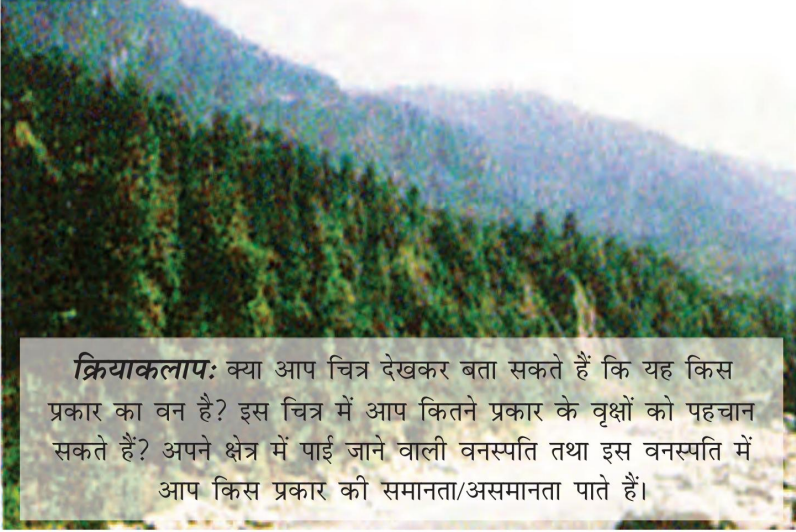 क्रियाकलाप: क्या आप चित्र देखकर बता सकते हैं कि यह किस
प्रकार का वन है? इस चित्र में आप कितने प्रकार के वृक्षों को पहचान
सकते हैं? अपने क्षेत्र में पाई जाने वाली वनस्पति तथा इस वनस्पति में
आप किस प्रकार की समानता/असमानता पाते हैं।